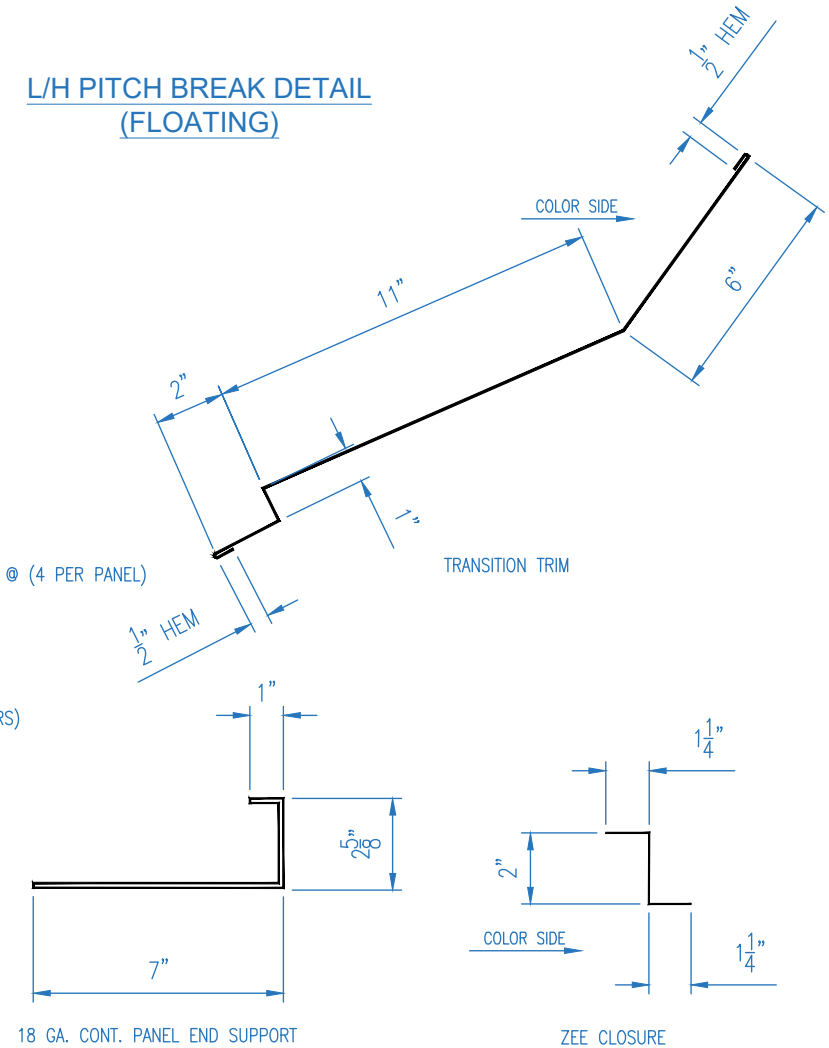 L/H PITCH BREAK DETAIL
(FLOATING)
1/2" HEM
COLOR SIDE
11"
6"
2"
1"
@ (4 PER PANEL)
TRANSITION TRIM
1/2" HEM
RS)
1"
2 5/8"
7"
18 GA. CONT. PANEL END SUPPORT
1 1/4"
2"
COLOR SIDE
1 1/4"
ZEE CLOSURE